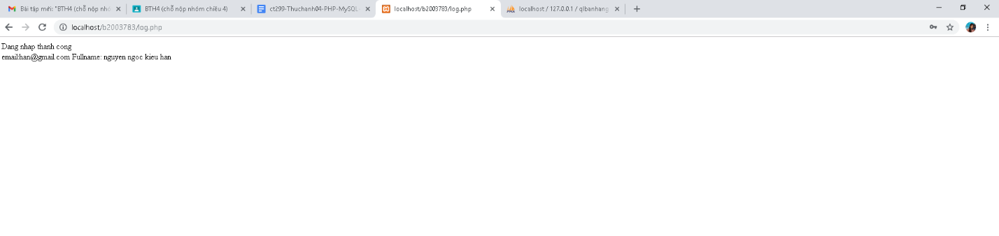 Bài tập mới: "BTH4 (chỗ nộp nhó
BTH4 (chỗ nộp nhóm chiều 4)
ct299-Thuchanh04-PHP-MySQL-
localhost/b2003783/log.php
localhost / 127.0.0.1 / qlbanhang
localhost/b2003783/log.php
Dang nhap thanh cong
email:han@gmail.com Fullname: nguyen ngoc kieu han